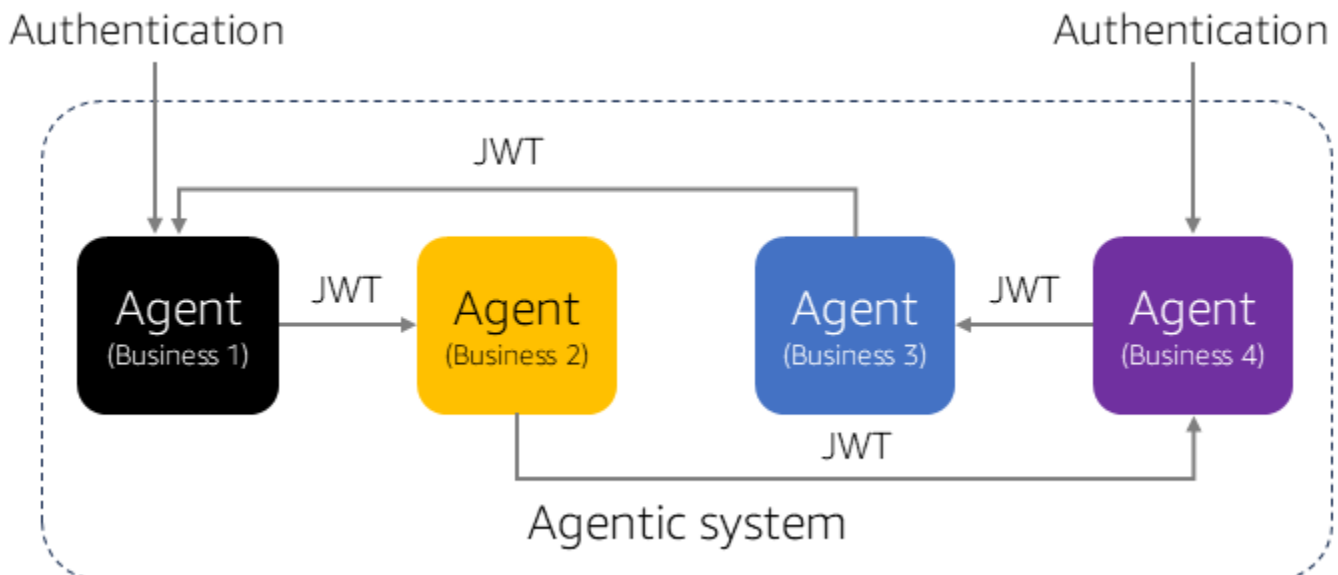 Authentication
Authentication
JWT
Agent
(Business 1)
JWT
Agent
(Business 2)
Agent
(Business 3)
JWT
Agent
(Business 4)
JWT
Agentic system